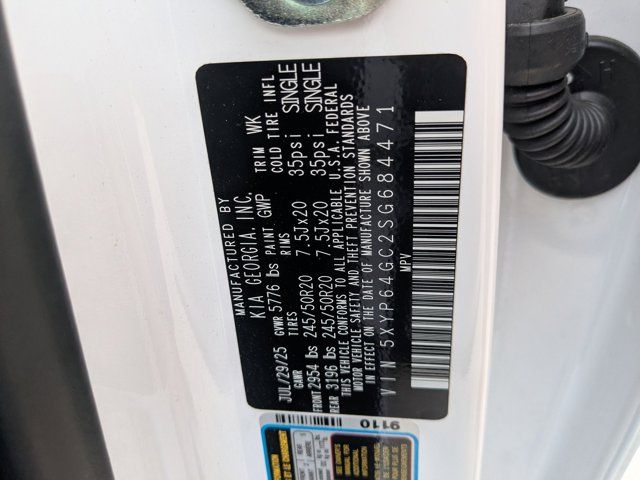 MANUFACTURED BY
KIA GEORGIA, INC.
JUL/29/25 GVWR 5776 lbs PAINT GWP TRIM WK
GAWR TIRES RIMS COLD TIRE INFL
FRONT 2954 lbs 245/50R20 7.5Jx20 35psi SINGLE
REAR 3196 lbs 245/50R20 7.5Jx20 35psi SINGLE
THIS VEHICLE CONFORMS TO ALL APPLICABLE U.S.A. FEDERAL
MOTOR VEHICLE SAFETY AND THEFT PREVENTION STANDARDS
IN EFFECT ON THE DATE OF MANUFACTURE SHOWN ABOVE
VIN 5XYP64GC2SG684471
MPV
9110